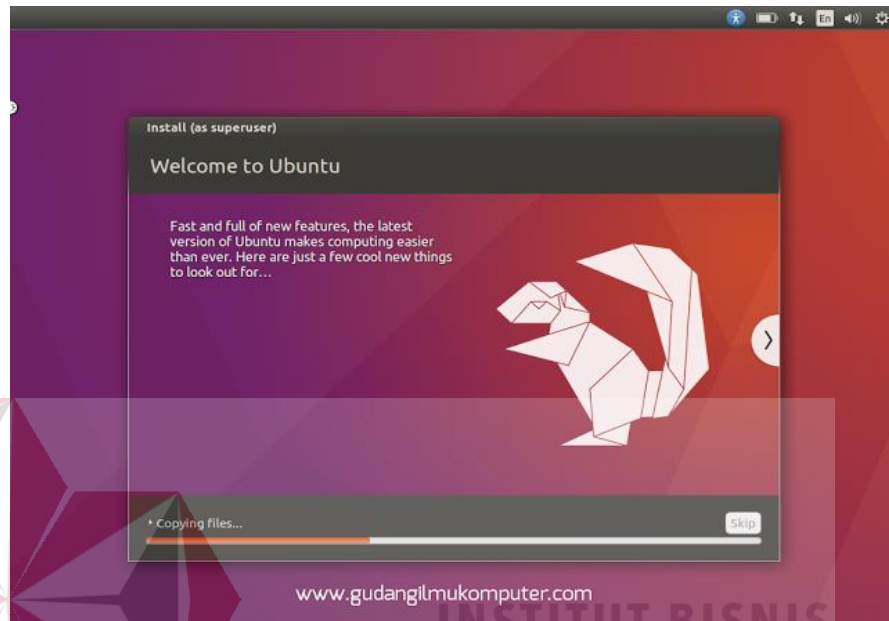 En
Install (as superuser)
Welcome to Ubuntu
Fast and full of new features, the latest
version of Ubuntu makes computing easier
than ever. Here are just a few cool new things
to look out for...
Copying files...
Skip
www.gudangilmukomputer.com
INSTITUT BISNIS